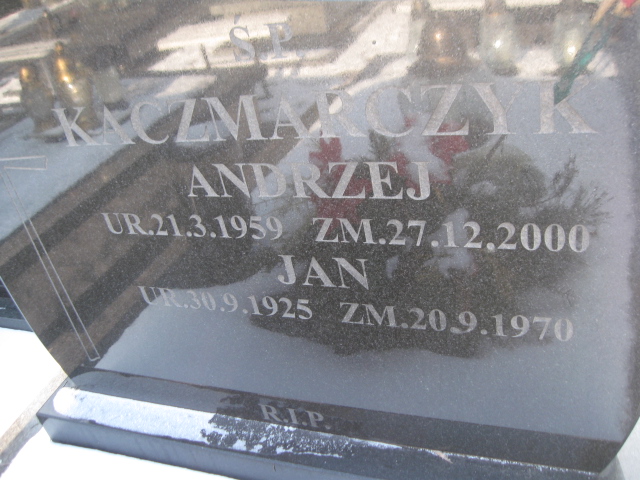 Ś.P.
KACZMARCZYK
ANDRZEJ
UR.21.3.1959 ZM.27.12.2000
JAN
UR.30.9.1925 ZM.20.9.1970
R.I.P.